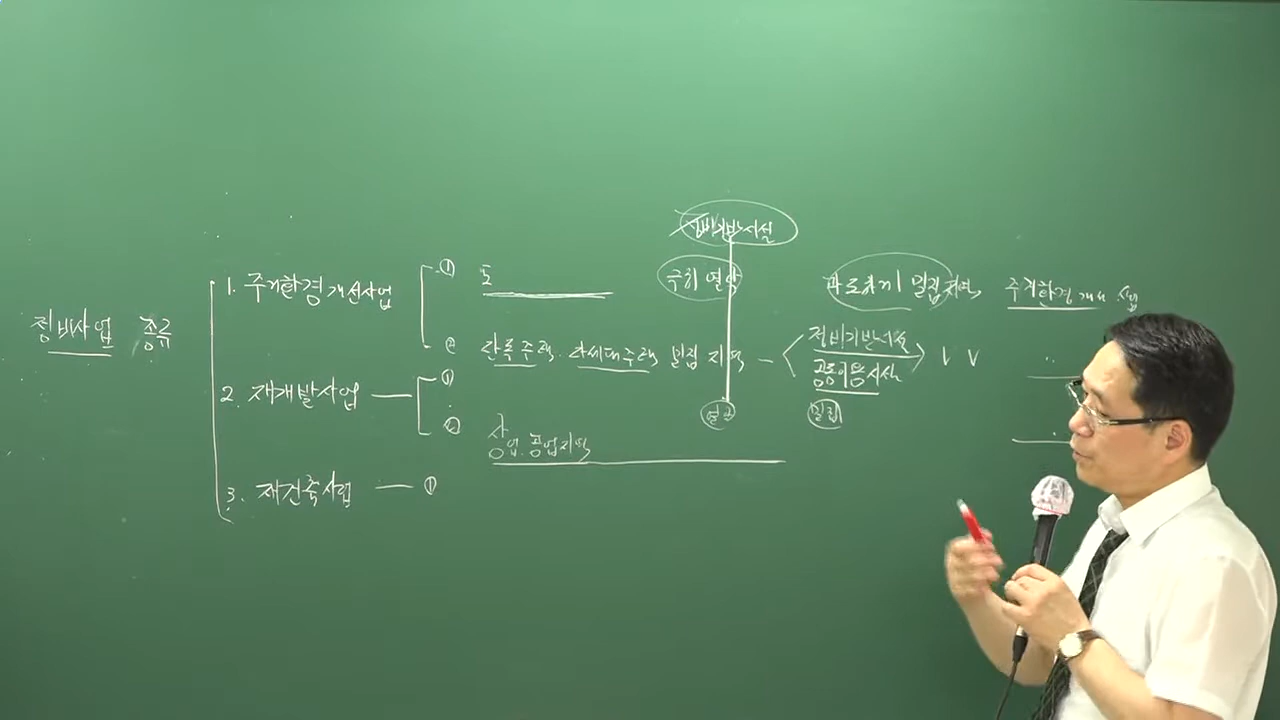 정비사업 종류
1. 주거환경개선사업
① 도
극히 열악
정비기반시설
밀집지역, 주거환경개선사업
② 단독주택·다세대주택 밀집 지역 — 정비기반시설
공동이용시설
2. 재개발사업 — ①
②
상업·공업지역
밀집
3. 재건축사업 — ①